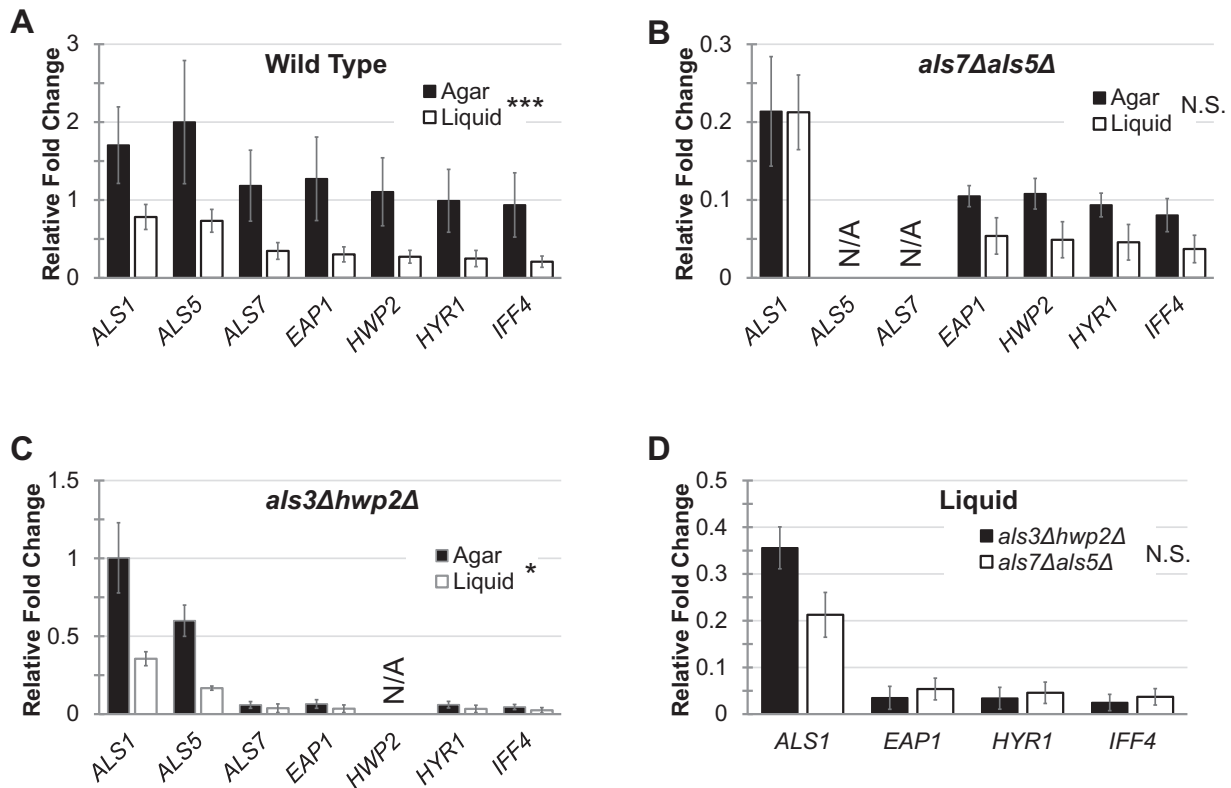 A
Relative Fold Change
3
2
1
0
Wild Type
Agar
Liquid
***
ALS1
ALS5
ALS7
EAP1
HWP2
HYR1
IFF4
B
Relative Fold Change
0.3
0.2
0.1
0
als7Δals5Δ
Agar
Liquid
N.S.
N/A
N/A
ALS1
ALS5
ALS7
EAP1
HWP2
HYR1
IFF4
C
Relative Fold Change
1.5
1
0.5
0
als3Δhwp2Δ
Agar
Liquid
*
N/A
ALS1
ALS5
ALS7
EAP1
HWP2
HYR1
IFF4
D
Relative Fold Change
0.5
0.4
0.3
0.2
0.1
0
Liquid
als3Δhwp2Δ
als7Δals5Δ
N.S.
ALS1
EAP1
HYR1
IFF4